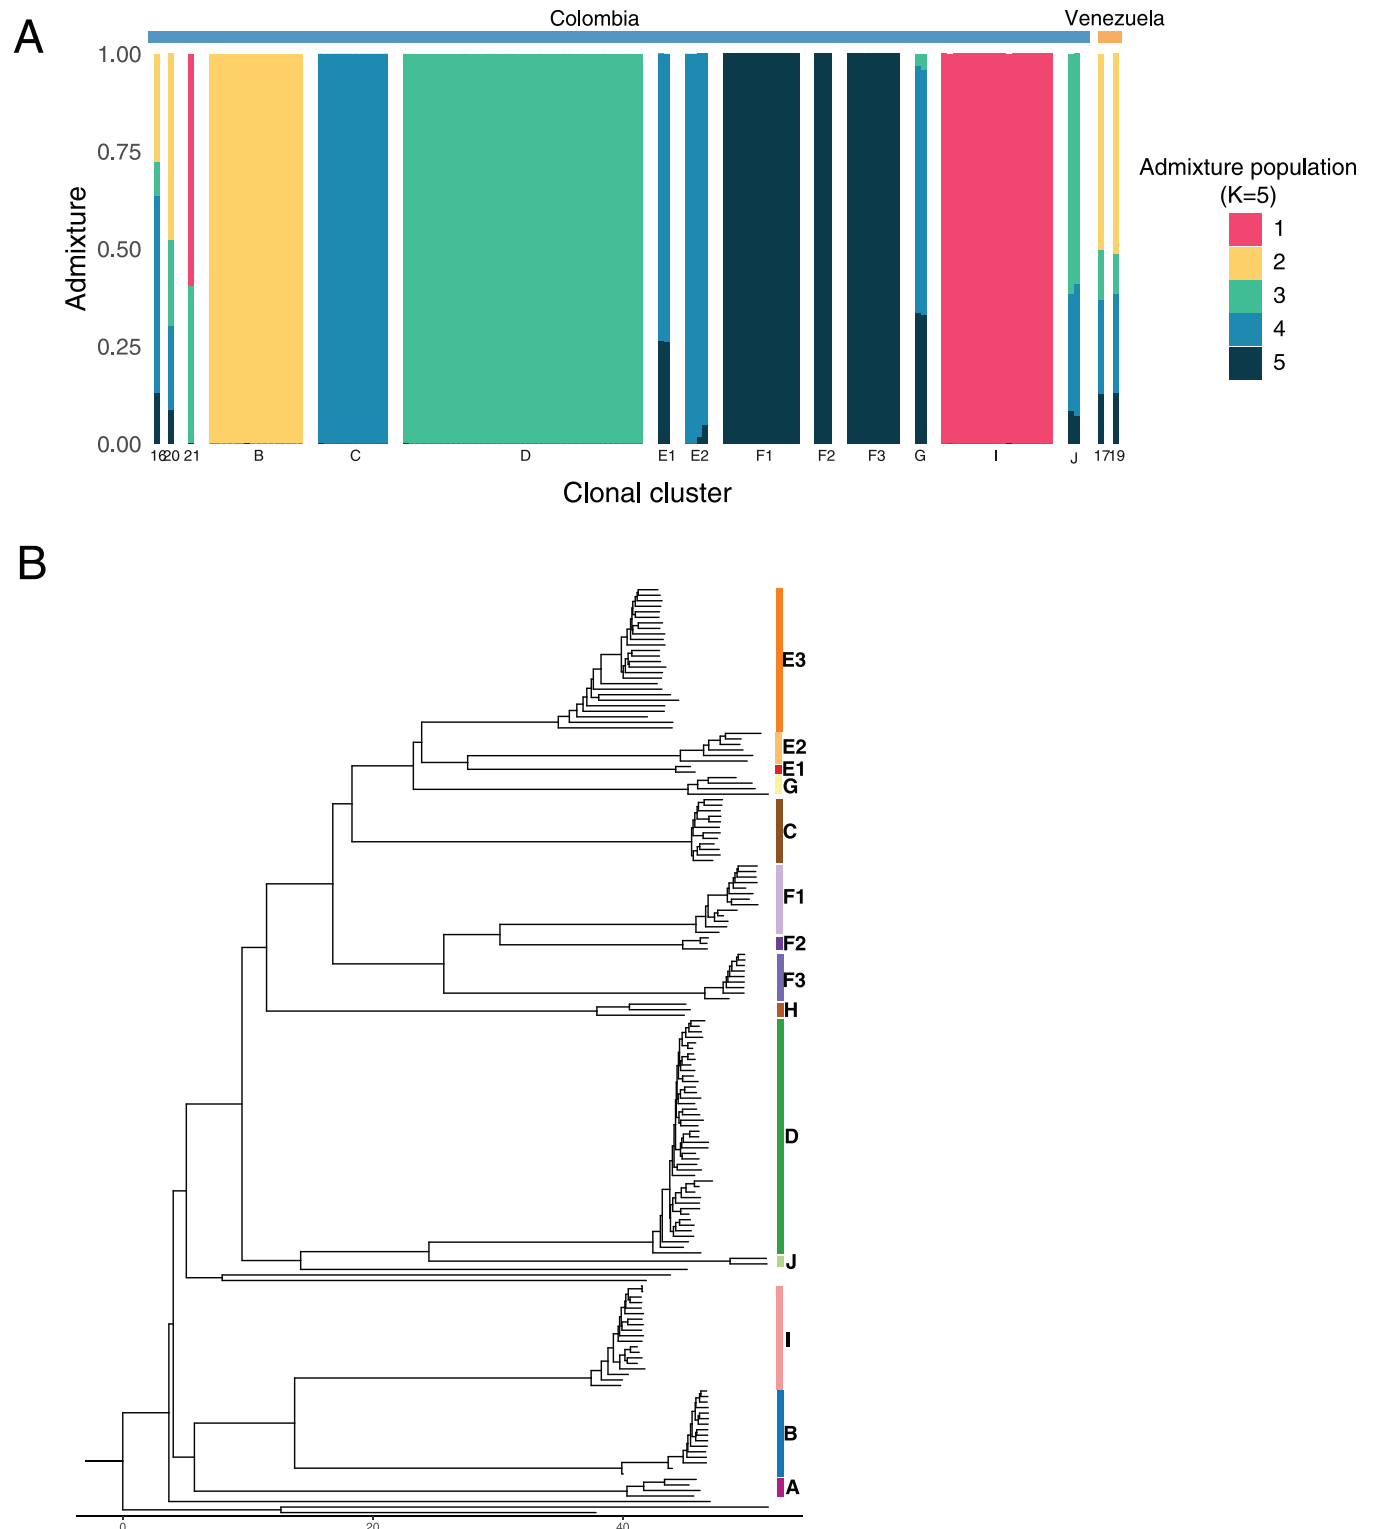 A
Colombia
Venezuela
1.00
0.75
0.50
0.25
0.00
Admixture
16 20 21 B C D E1 E2 F1 F2 F3 G I J 17 19
Clonal cluster
Admixture population
(K=5)
1
2
3
4
5
B
E3
E2
E1
G
C
F1
F2
F3
H
D
J
I
B
A
0 20 40